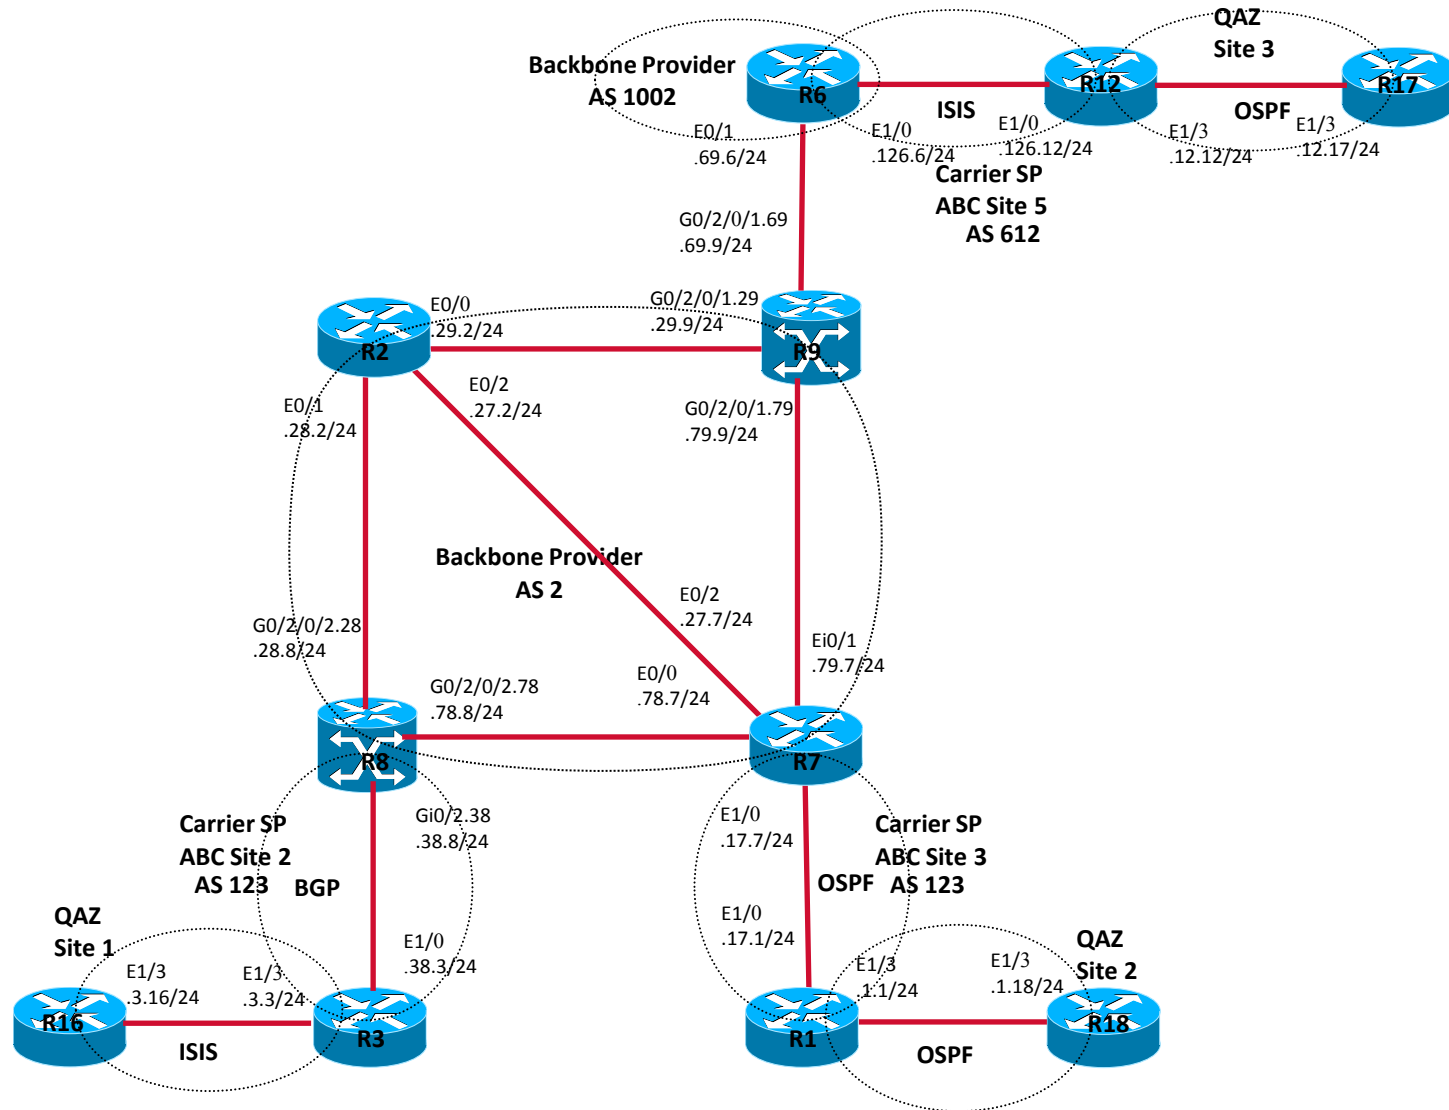 QAZ
Site 3
Backbone Provider
AS 1002
R6
R12
R17
ISIS
OSPF
E0/1
.69.6/24
E1/0
.126.6/24
E1/0
.126.12/24
E1/3
.12.12/24
E1/3
.12.17/24
Carrier SP
ABC Site 5
AS 612
G0/2/0/1.69
.69.9/24
E0/0
.29.2/24
G0/2/0/1.29
.29.9/24
R2
R9
E0/1
.28.2/24
E0/2
.27.2/24
G0/2/0/1.79
.79.9/24
Backbone Provider
AS 2
E0/2
.27.7/24
G0/2/0/2.28
.28.8/24
Ei0/1
.79.7/24
G0/2/0/2.78
.78.8/24
E0/0
.78.7/24
R8
R7
Carrier SP
ABC Site 2
AS 123
BGP
Gi0/2.38
.38.8/24
E1/0
.17.7/24
Carrier SP
ABC Site 3
AS 123
OSPF
QAZ
Site 1
E1/3
.3.16/24
E1/3
.3.3/24
E1/0
.38.3/24
E1/0
.17.1/24
E1/3
.1.1/24
E1/3
.1.18/24
QAZ
Site 2
R16
R3
R1
R18
ISIS
OSPF